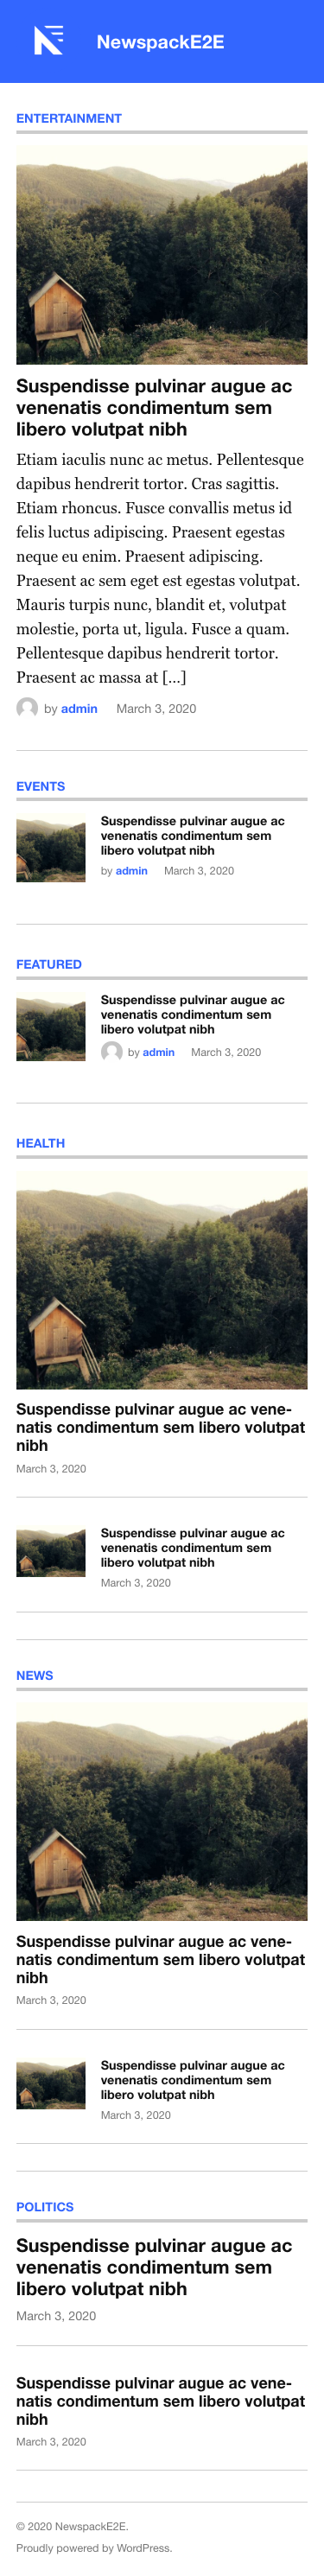 NewspackE2E
ENTERTAINMENT
Suspendisse pulvinar augue ac
venenatis condimentum sem
libero volutpat nibh
Etiam iaculis nunc ac metus. Pellentesque
dapibus hendrerit tortor. Cras sagittis.
Etiam rhoncus. Fusce convallis metus id
felis luctus adipiscing. Praesent egestas
neque eu enim. Praesent adipiscing.
Praesent ac sem eget est egestas volutpat.
Mauris turpis nunc, blandit et, volutpat
molestie, porta ut, ligula. Fusce a quam.
Pellentesque dapibus hendrerit tortor.
Praesent ac massa at [...]
by admin March 3, 2020
EVENTS
Suspendisse pulvinar augue ac
venenatis condimentum sem
libero volutpat nibh
by admin March 3, 2020
FEATURED
Suspendisse pulvinar augue ac
venenatis condimentum sem
libero volutpat nibh
by admin March 3, 2020
HEALTH
Suspendisse pulvinar augue ac vene-
natis condimentum sem libero volutpat
nibh
March 3, 2020
Suspendisse pulvinar augue ac
venenatis condimentum sem
libero volutpat nibh
March 3, 2020
NEWS
Suspendisse pulvinar augue ac vene-
natis condimentum sem libero volutpat
nibh
March 3, 2020
Suspendisse pulvinar augue ac
venenatis condimentum sem
libero volutpat nibh
March 3, 2020
POLITICS
Suspendisse pulvinar augue ac
venenatis condimentum sem
libero volutpat nibh
March 3, 2020
Suspendisse pulvinar augue ac vene-
natis condimentum sem libero volutpat
nibh
March 3, 2020
© 2020 NewspackE2E.
Proudly powered by WordPress.